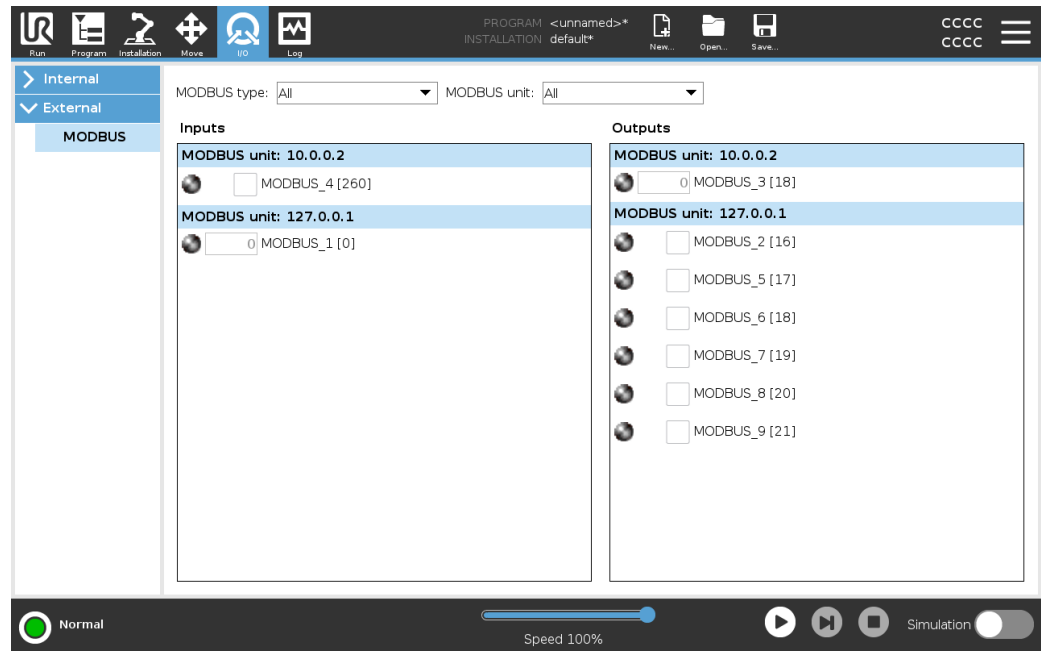 UR
Run
Program
Installation
Move
I/O
Log
PROGRAM <unnamed>*
INSTALLATION default*
New...
Open...
Save...
CCCC
CCCC
Internal
External
MODBUS
MODBUS type: All
MODBUS unit: All
Inputs
MODBUS unit: 10.0.0.2
MODBUS_4 [260]
MODBUS unit: 127.0.0.1
0 MODBUS_1 [0]
Outputs
MODBUS unit: 10.0.0.2
0 MODBUS_3 [18]
MODBUS unit: 127.0.0.1
MODBUS_2 [16]
MODBUS_5 [17]
MODBUS_6 [18]
MODBUS_7 [19]
MODBUS_8 [20]
MODBUS_9 [21]
Normal
Speed 100%
Simulation